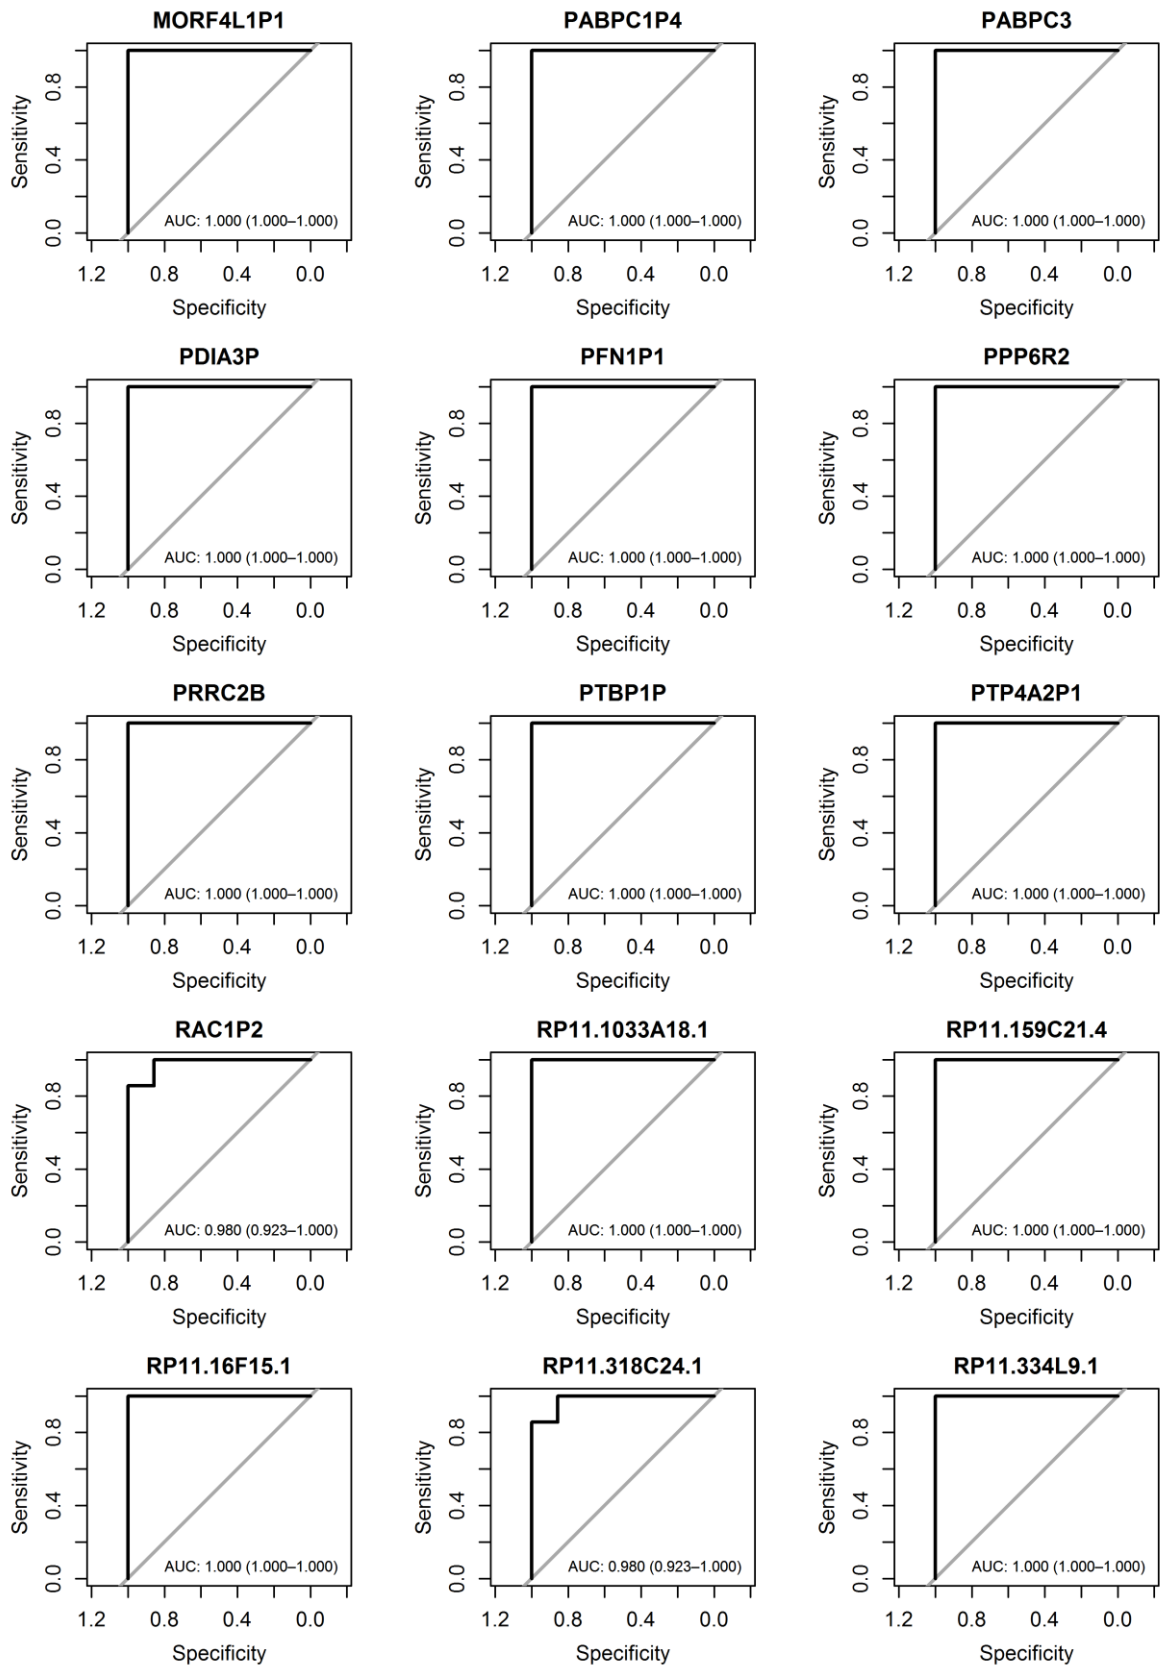 MORF4L1P1
Sensitivity
0.0 0.4 0.8
AUC: 1.000 (1.000–1.000)
1.2 0.8 0.4 0.0
Specificity
PABPC1P4
Sensitivity
0.0 0.4 0.8
AUC: 1.000 (1.000–1.000)
1.2 0.8 0.4 0.0
Specificity
PABPC3
Sensitivity
0.0 0.4 0.8
AUC: 1.000 (1.000–1.000)
1.2 0.8 0.4 0.0
Specificity
PDIA3P
Sensitivity
0.0 0.4 0.8
AUC: 1.000 (1.000–1.000)
1.2 0.8 0.4 0.0
Specificity
PFN1P1
Sensitivity
0.0 0.4 0.8
AUC: 1.000 (1.000–1.000)
1.2 0.8 0.4 0.0
Specificity
PPP6R2
Sensitivity
0.0 0.4 0.8
AUC: 1.000 (1.000–1.000)
1.2 0.8 0.4 0.0
Specificity
PRRC2B
Sensitivity
0.0 0.4 0.8
AUC: 1.000 (1.000–1.000)
1.2 0.8 0.4 0.0
Specificity
PTBP1P
Sensitivity
0.0 0.4 0.8
AUC: 1.000 (1.000–1.000)
1.2 0.8 0.4 0.0
Specificity
PTP4A2P1
Sensitivity
0.0 0.4 0.8
AUC: 1.000 (1.000–1.000)
1.2 0.8 0.4 0.0
Specificity
RAC1P2
Sensitivity
0.0 0.4 0.8
AUC: 0.980 (0.923–1.000)
1.2 0.8 0.4 0.0
Specificity
RP11.1033A18.1
Sensitivity
0.0 0.4 0.8
AUC: 1.000 (1.000–1.000)
1.2 0.8 0.4 0.0
Specificity
RP11.159C21.4
Sensitivity
0.0 0.4 0.8
AUC: 1.000 (1.000–1.000)
1.2 0.8 0.4 0.0
Specificity
RP11.16F15.1
Sensitivity
0.0 0.4 0.8
AUC: 1.000 (1.000–1.000)
1.2 0.8 0.4 0.0
Specificity
RP11.318C24.1
Sensitivity
0.0 0.4 0.8
AUC: 0.980 (0.923–1.000)
1.2 0.8 0.4 0.0
Specificity
RP11.334L9.1
Sensitivity
0.0 0.4 0.8
AUC: 1.000 (1.000–1.000)
1.2 0.8 0.4 0.0
Specificity